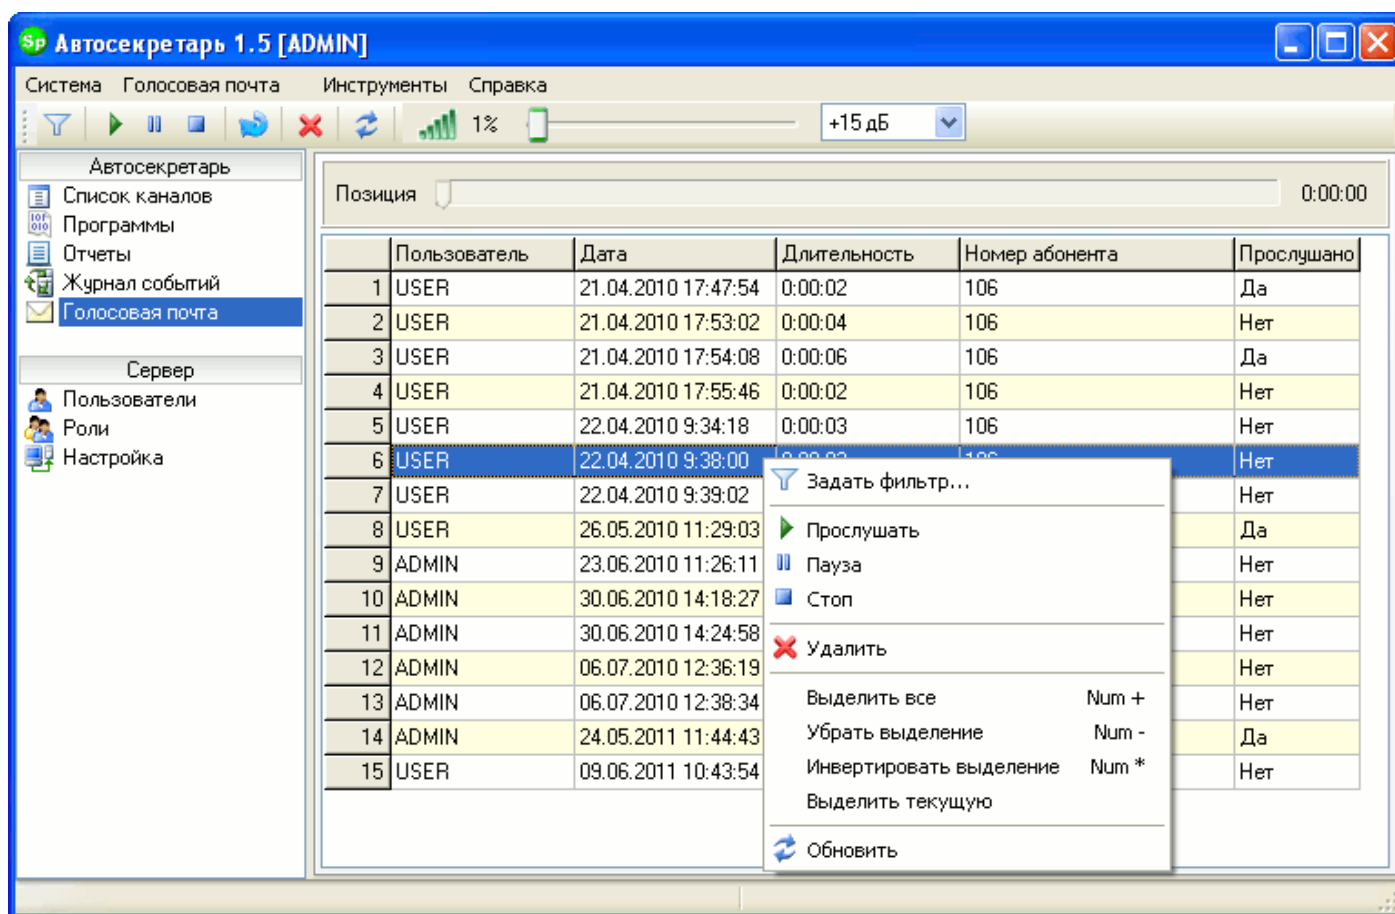 Sp Автосекретарь 1.5 [ADMIN]
Система Голосовая почта Инструменты Справка
1% +15 дБ
Автосекретарь
Список каналов
Программы
Отчеты
Журнал событий
Голосовая почта
Сервер
Пользователи
Роли
Настройка
Позиция 0:00:00
Пользователь Дата Длительность Номер абонента Прослушано
1 USER 21.04.2010 17:47:54 0:00:02 106 Да
2 USER 21.04.2010 17:53:02 0:00:04 106 Нет
3 USER 21.04.2010 17:54:08 0:00:06 106 Да
4 USER 21.04.2010 17:55:46 0:00:02 106 Нет
5 USER 22.04.2010 9:34:18 0:00:03 106 Нет
6 USER 22.04.2010 9:38:00 Нет
7 USER 22.04.2010 9:39:02 Нет
8 USER 26.05.2010 11:29:03 Да
9 ADMIN 23.06.2010 11:26:11 Нет
10 ADMIN 30.06.2010 14:18:27 Нет
11 ADMIN 30.06.2010 14:24:58 Нет
12 ADMIN 06.07.2010 12:36:19 Нет
13 ADMIN 06.07.2010 12:38:34 Нет
14 ADMIN 24.05.2011 11:44:43 Да
15 USER 09.06.2011 10:43:54 Нет
Задать фильтр...
Прослушать
Пауза
Стоп
Удалить
Выделить все Num +
Убрать выделение Num -
Инвертировать выделение Num *
Выделить текущую
Обновить